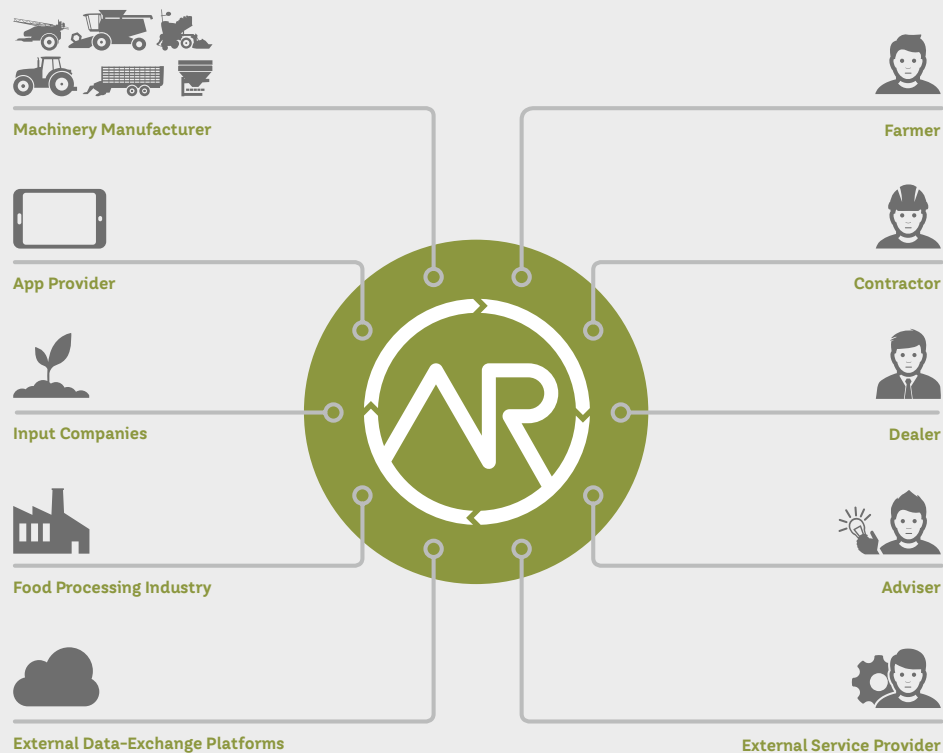 Machinery Manufacturer
Farmer
App Provider
Contractor
AR
Input Companies
Dealer
Food Processing Industry
Adviser
External Data-Exchange Platforms
External Service Provider